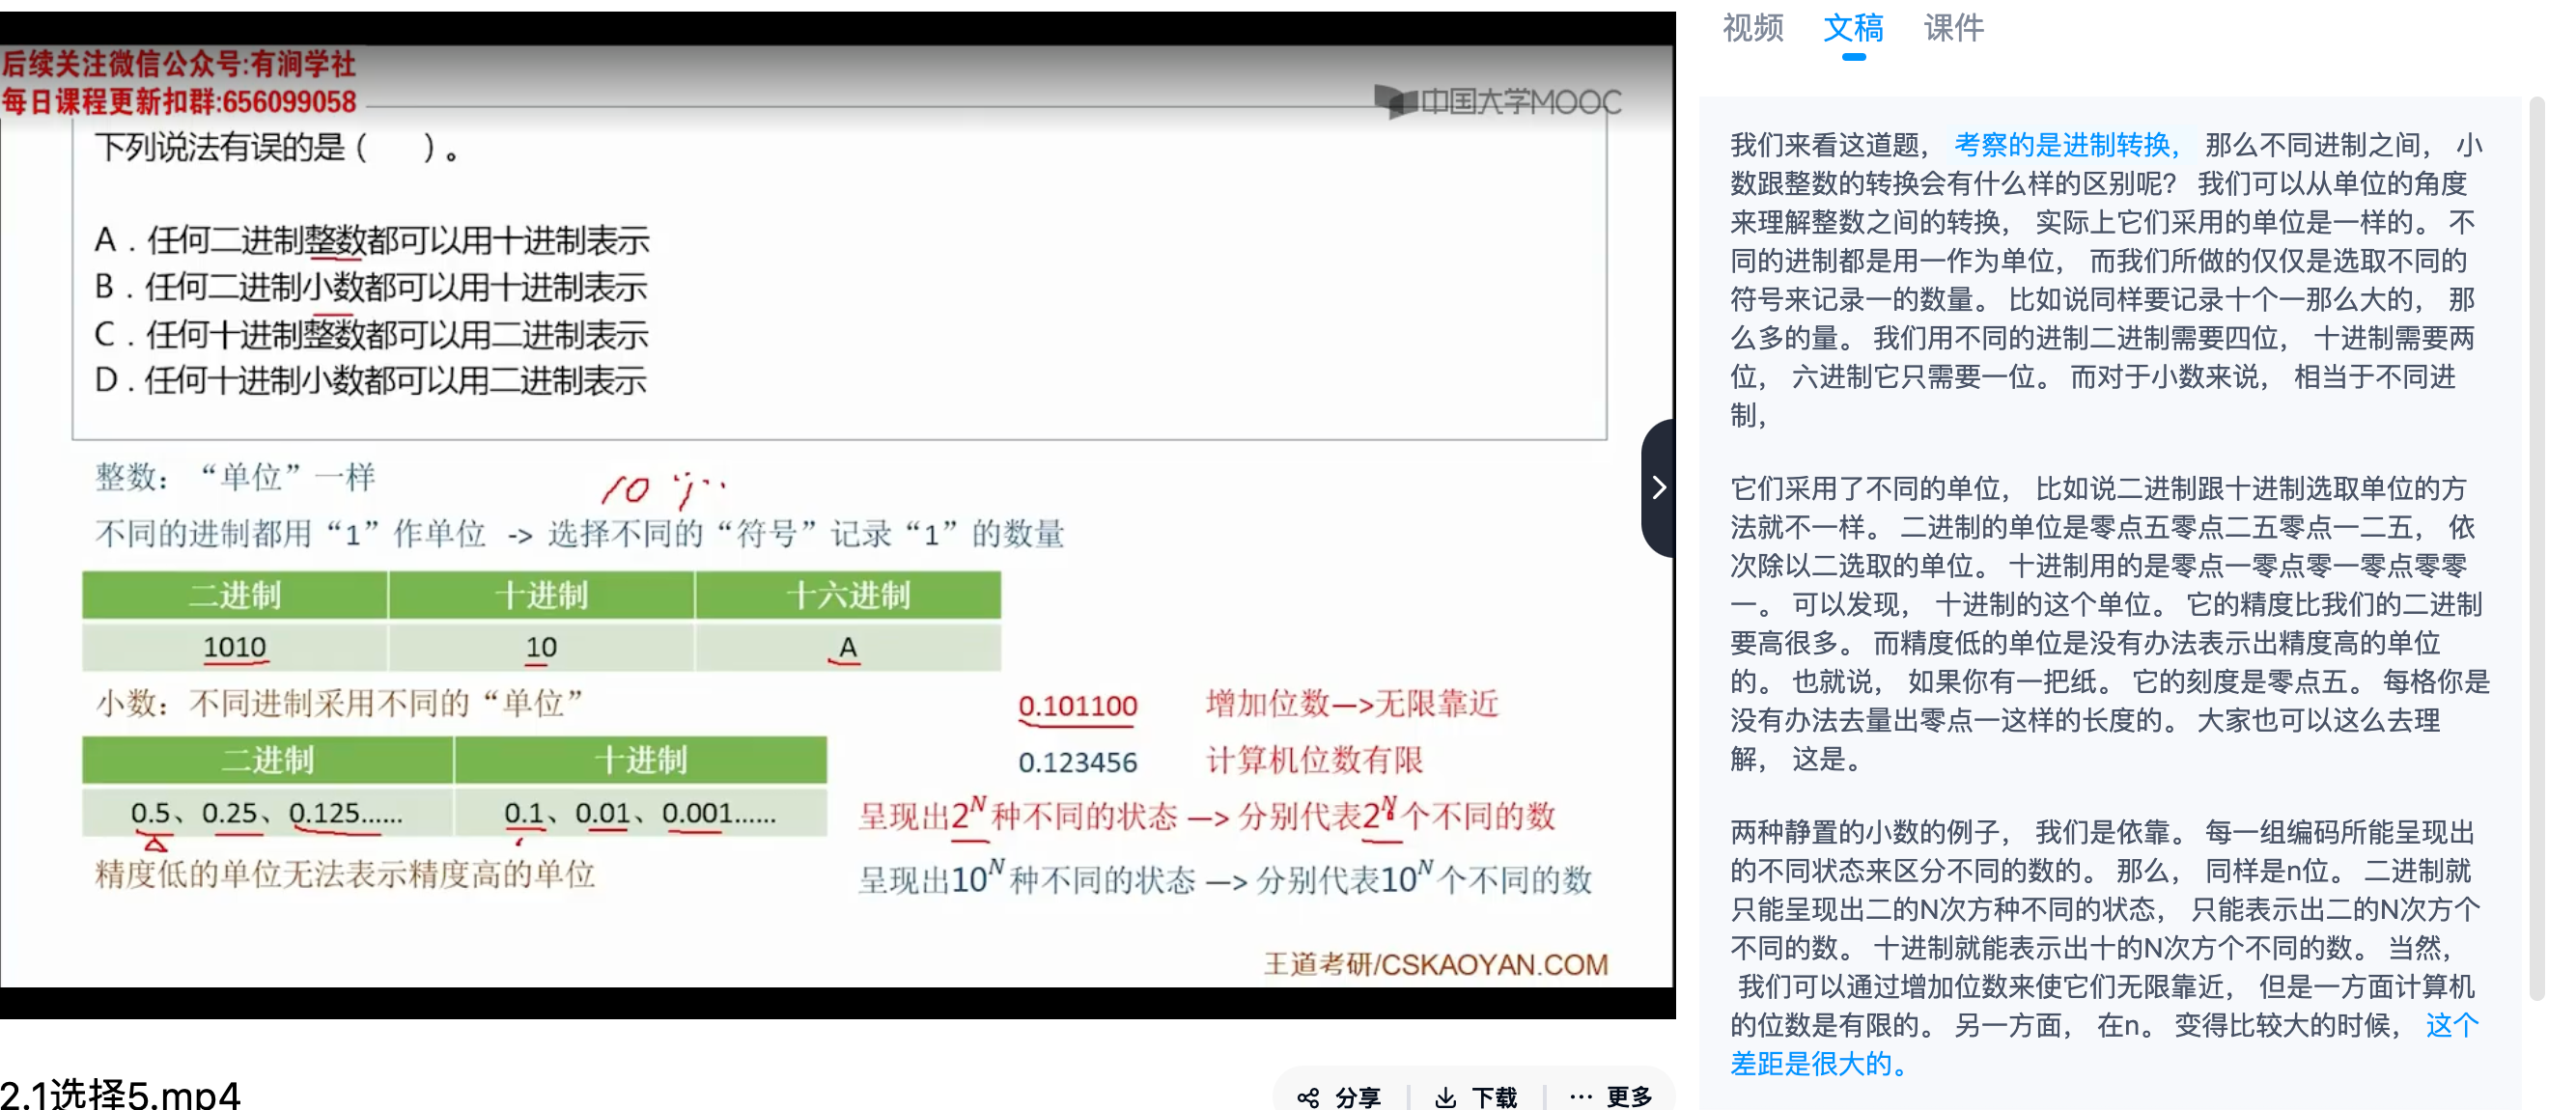 后续关注微信公众号:有涧学社
每日课程更新扣群:656099058
中国大学MOOC
下列说法有误的是（ ）。
A．任何二进制整数都可以用十进制表示
B．任何二进制小数都可以用十进制表示
C．任何十进制整数都可以用二进制表示
D．任何十进制小数都可以用二进制表示
整数：“单位”一样
10
不同的进制都用“1”作单位 -> 选择不同的“符号”记录“1”的数量
二进制 十进制 十六进制
1010 10 A
小数：不同进制采用不同的“单位”
二进制 十进制
0.5、0.25、0.125…… 0.1、0.01、0.001……
精度低的单位无法表示精度高的单位
0.101100 增加位数—>无限靠近
0.123456 计算机位数有限
呈现出2^N种不同的状态 —> 分别代表2^N个不同的数
呈现出10^N种不同的状态 —> 分别代表10^N个不同的数
王道考研/CSKAOYAN.COM
2.1选择5.mp4
分享 下载 更多
视频 文稿 课件
我们来看这道题， 考察的是进制转换， 那么不同进制之间， 小
数跟整数的转换会有什么样的区别呢？ 我们可以从单位的角度
来理解整数之间的转换， 实际上它们采用的单位是一样的。 不
同的进制都是用一作为单位， 而我们所做的仅仅是选取不同的
符号来记录一的数量。 比如说同样要记录十个一那么大的， 那
么多的量。 我们用不同的进制二进制需要四位， 十进制需要两
位， 六进制它只需要一位。 而对于小数来说， 相当于不同进
制，
它们采用了不同的单位， 比如说二进制跟十进制选取单位的方
法就不一样。 二进制的单位是零点五零点二五零点一二五， 依
次除以二选取的单位。 十进制用的是零点一零点零一零点零零
一。 可以发现， 十进制的这个单位。 它的精度比我们的二进制
要高很多。 而精度低的单位是没有办法表示出精度高的单位
的。 也就说， 如果你有一把纸。 它的刻度是零点五。 每格你是
没有办法去量出零点一这样的长度的。 大家也可以这么去理
解， 这是。
两种静置的小数的例子， 我们是依靠。 每一组编码所能呈现出
的不同状态来区分不同的数的。 那么， 同样是n位。 二进制就
只能呈现出二的N次方种不同的状态， 只能表示出二的N次方个
不同的数。 十进制就能表示出十的N次方个不同的数。 当然，
我们可以通过增加位数来使它们无限靠近， 但是一方面计算机
的位数是有限的。 另一方面， 在n。 变得比较大的时候， 这个
差距是很大的。